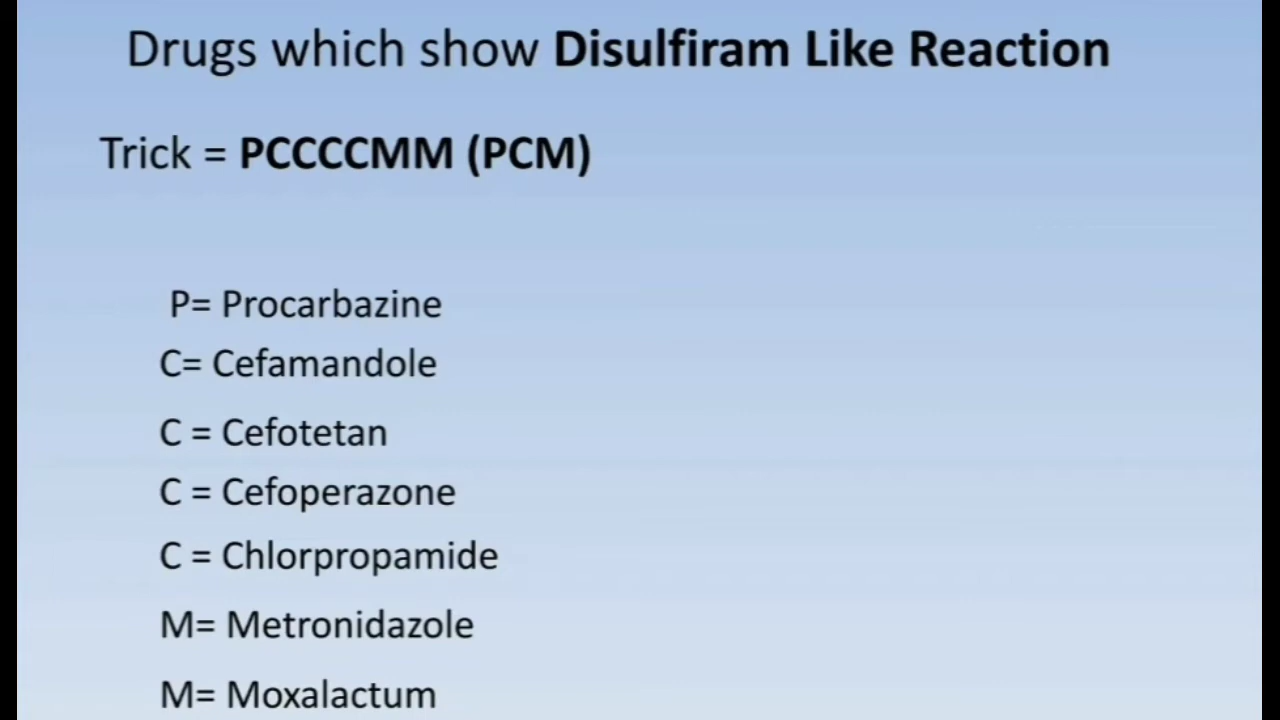 Drugs which show Disulfiram Like Reaction
Trick = PCCCCMM (PCM)
P= Procarbazine
C= Cefamandole
C = Cefotetan
C = Cefoperazone
C = Chlorpropamide
M= Metronidazole
M= Moxalactum